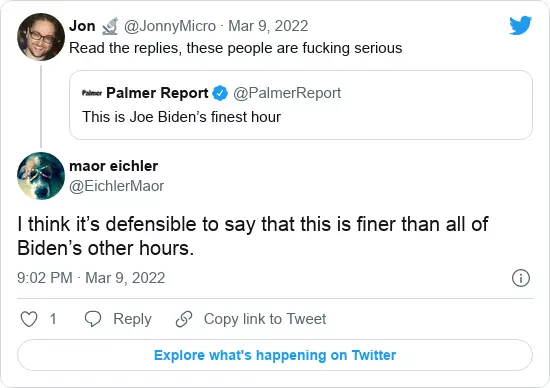 Jon @JonnyMicro · Mar 9, 2022
Read the replies, these people are fucking serious
Palmer Palmer Report @PalmerReport
This is Joe Biden’s finest hour
maor eichler
@EichlerMaor
I think it’s defensible to say that this is finer than all of
Biden’s other hours.
9:02 PM · Mar 9, 2022
1 Reply Copy link to Tweet
Explore what's happening on Twitter